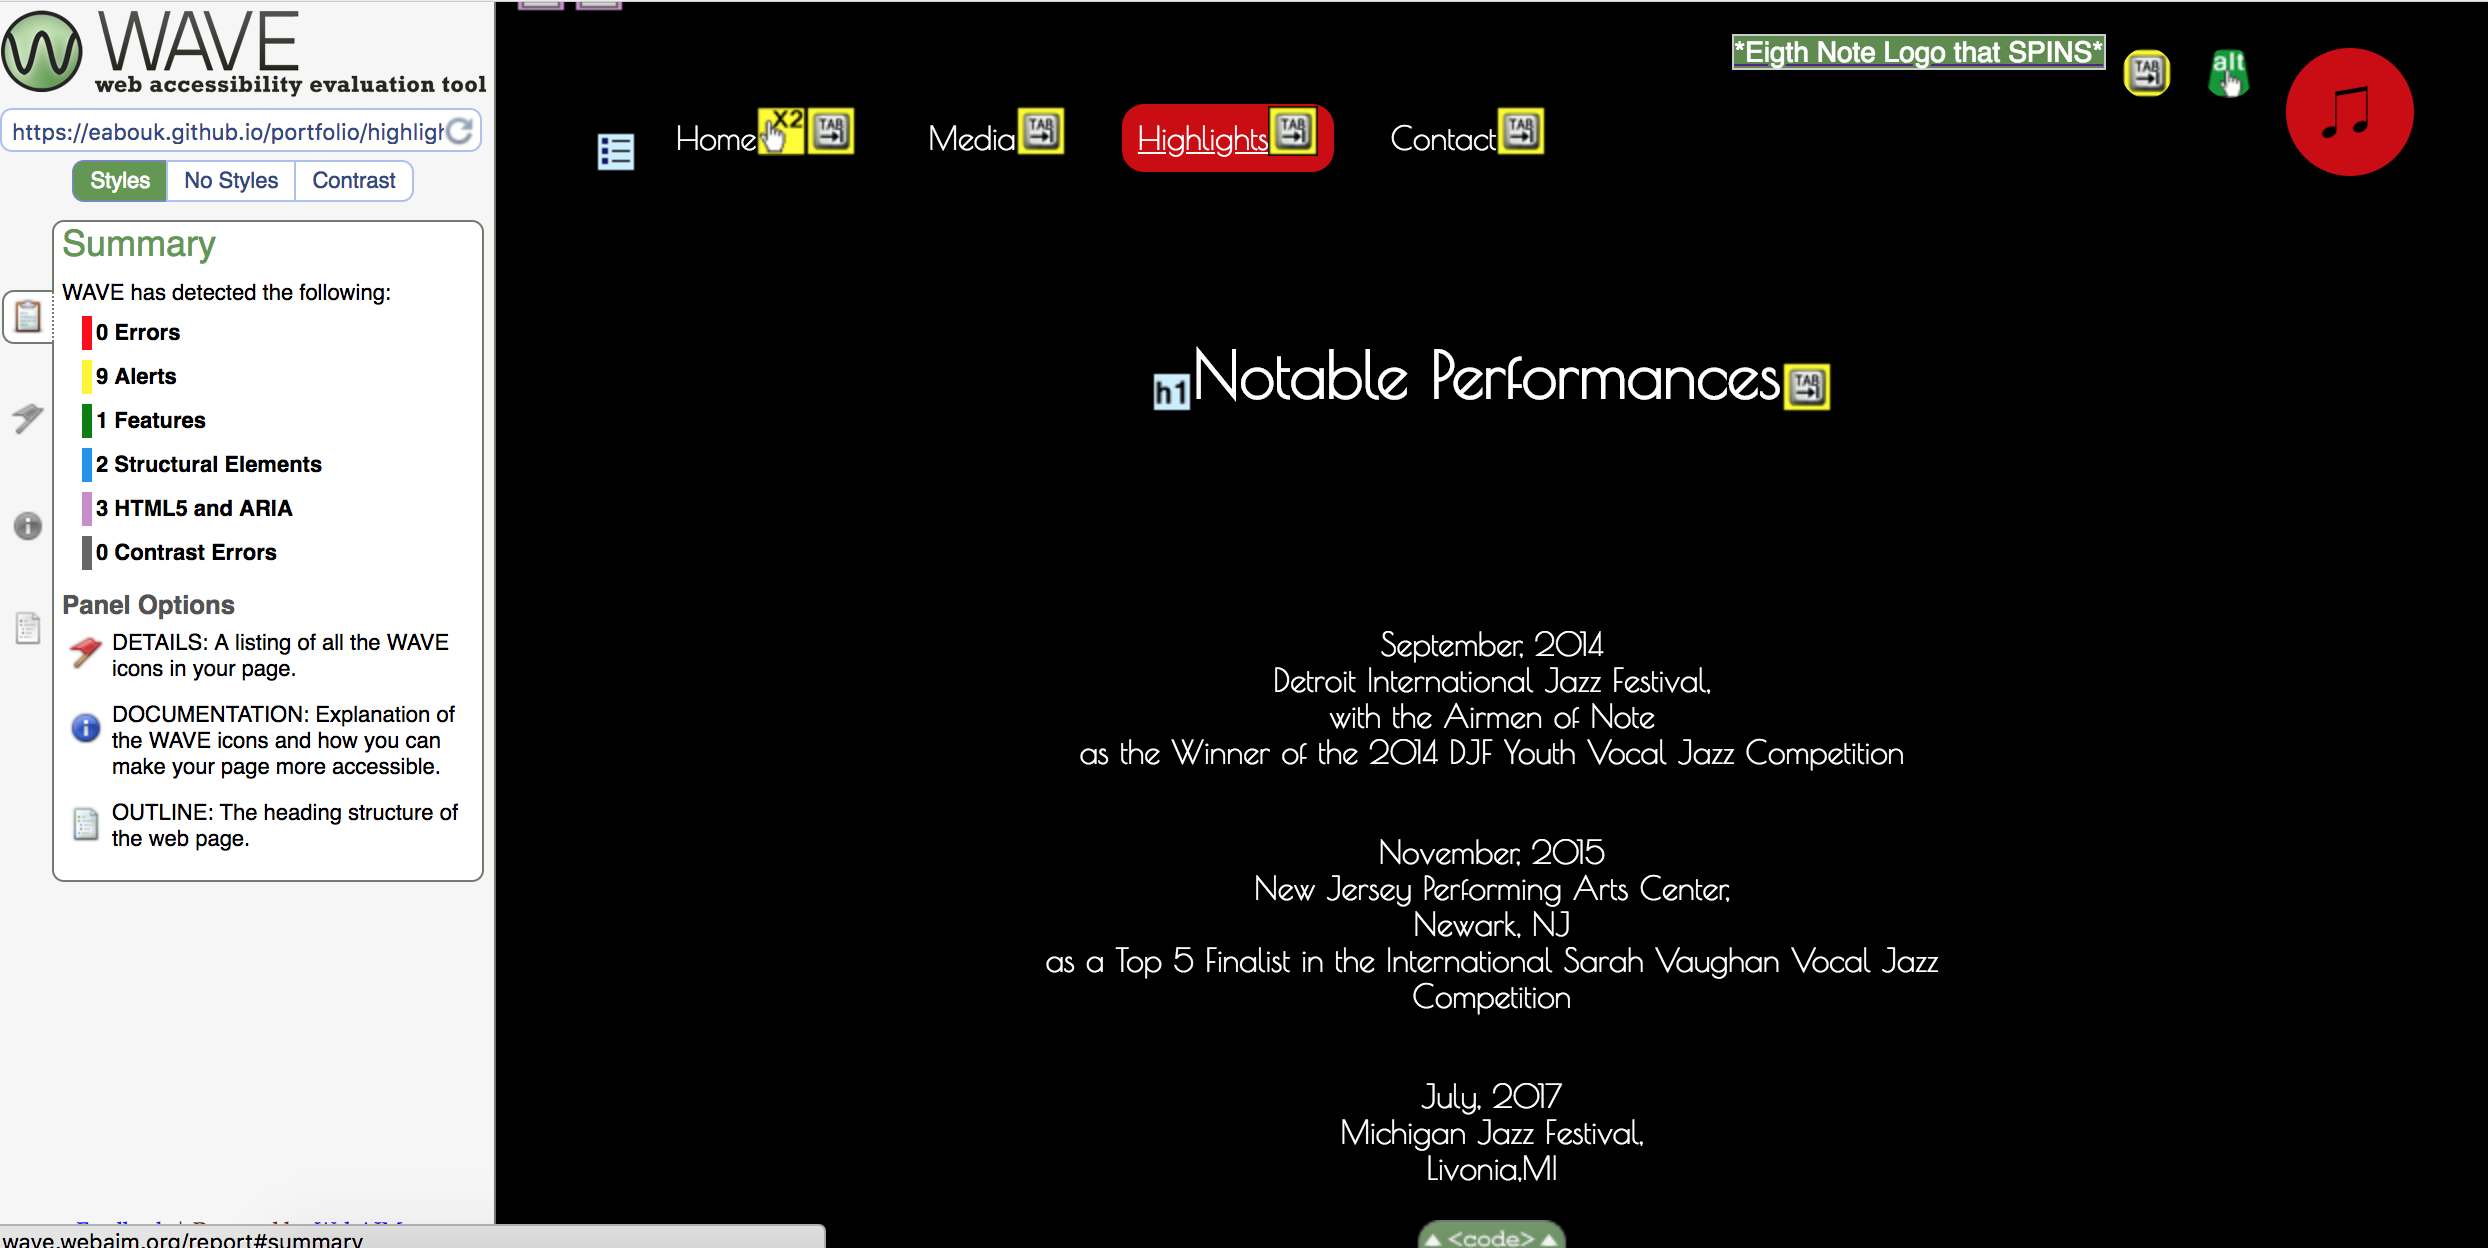 WAVE
web accessibility evaluation tool
https://eabouk.github.io/portfolio/highligh
Styles
No Styles
Contrast
Summary
WAVE has detected the following:
0 Errors
9 Alerts
1 Features
2 Structural Elements
3 HTML5 and ARIA
0 Contrast Errors
Panel Options
DETAILS: A listing of all the WAVE
icons in your page.
DOCUMENTATION: Explanation of
the WAVE icons and how you can
make your page more accessible.
OUTLINE: The heading structure of
the web page.
wave.webaim.org/report#summary
*Eigth Note Logo that SPINS*
TAB
alt
Home
X2
TAB
Media
TAB
Highlights
TAB
Contact
TAB
h1
Notable Performances
TAB
September, 2014
Detroit International Jazz Festival,
with the Airmen of Note
as the Winner of the 2014 DJF Youth Vocal Jazz Competition
November, 2015
New Jersey Performing Arts Center,
Newark, NJ
as a Top 5 Finalist in the International Sarah Vaughan Vocal Jazz
Competition
July, 2017
Michigan Jazz Festival,
Livonia,MI
<code>